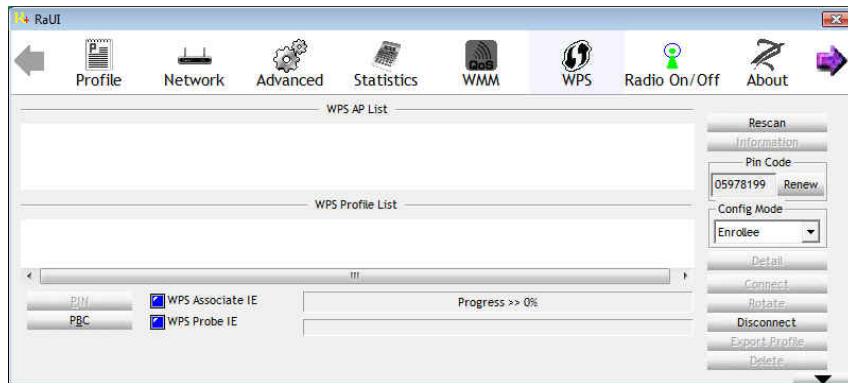 RaUI
Profile Network Advanced Statistics WMM WPS Radio On/Off About
QoS
WPS AP List
Rescan
Information
Pin Code
05978199 Renew
WPS Profile List
Config Mode
Enrollee
Detail
Connect
PIN WPS Associate IE Progress >> 0% Rotate
PBC WPS Probe IE Disconnect
Export Profile
Delete